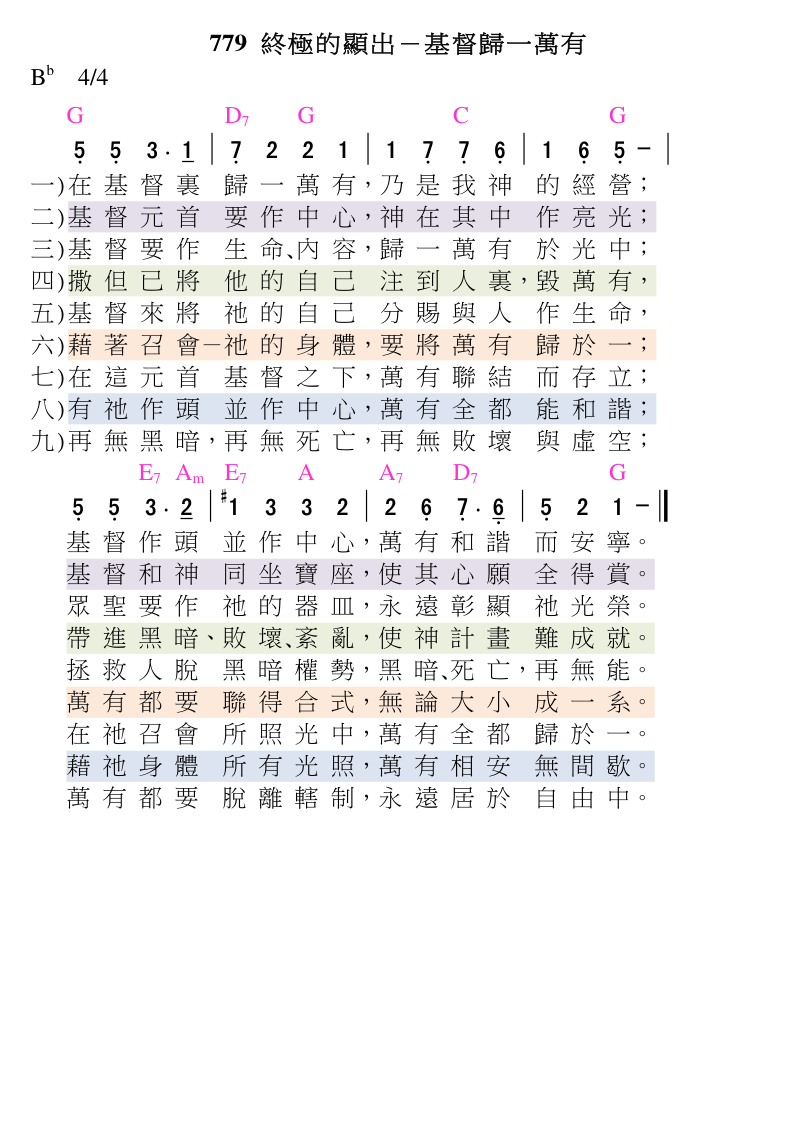 779 終極的顯出－基督歸一萬有
Bb 4/4
G D7 G C G
5̣ 5̣ 3． 1̲ | 7̣ 2 2 1 | 1 7̣ 7̣ 6̣ | 1 6̣ 5̣ － |
一)在基督裏 歸一萬有，乃是我神 的經營；
二)基督元首 要作中心，神在其中 作亮光；
三)基督要作 生命、內容，歸一萬有 於光中；
四)撒但已將 他的自己 注到人裏，毀萬有，
五)基督來將 祂的自己 分賜與人 作生命，
六)藉著召會－祂的身體，要將萬有 歸於一；
七)在這元首 基督之下，萬有聯結 而存立；
八)有祂作頭 並作中心，萬有全都 能和諧；
九)再無黑暗，再無死亡，再無敗壞 與虛空；
E7 Am E7 A A7 D7 G
5̣ 5̣ 3． 2̲ | ♯1 3 3 2 | 2 6̣ 7̣． 6̣̲ | 5̣ 2 1 － ‖
基督作頭 並作中心，萬有和諧 而安寧。
基督和神 同坐寶座，使其心願 全得賞。
眾聖要作 祂的器皿，永遠彰顯 祂光榮。
帶進黑暗、敗壞、紊亂，使神計畫 難成就。
拯救人脫 黑暗權勢，黑暗、死亡，再無能。
萬有都要 聯得合式，無論大小 成一系。
在祂召會 所照光中，萬有全都 歸於一。
藉祂身體 所有光照，萬有相安 無間歇。
萬有都要 脫離轄制，永遠居於 自由中。